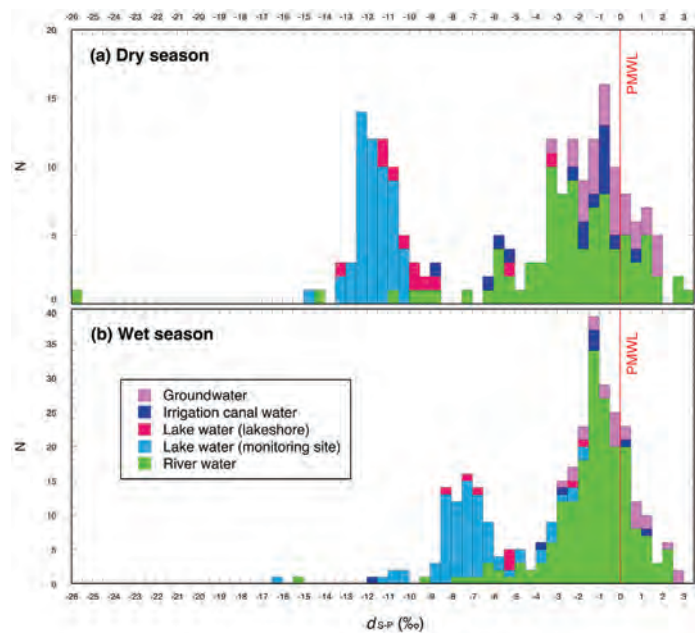 -26 -25 -24 -23 -22 -21 -20 -19 -18 -17 -16 -15 -14 -13 -12 -11 -10 -9 -8 -7 -6 -5 -4 -3 -2 -1 0 1 2 3
20
(a) Dry season
PMWL
15
N
10
5
0
40
(b) Wet season
PMWL
35
30
Groundwater
Irrigation canal water
Lake water (lakeshore)
Lake water (monitoring site)
River water
25
N
20
15
10
5
0
-26 -25 -24 -23 -22 -21 -20 -19 -18 -17 -16 -15 -14 -13 -12 -11 -10 -9 -8 -7 -6 -5 -4 -3 -2 -1 0 1 2 3
dS-P (‰)